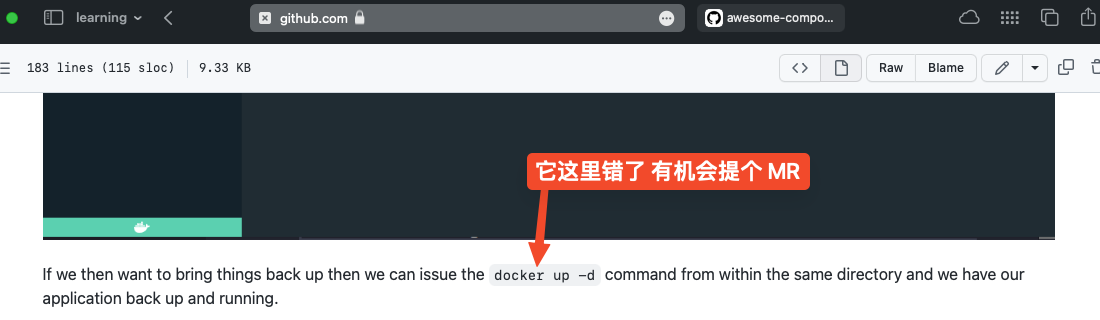 learning
github.com
awesome-compo...
183 lines (115 sloc)
9.33 KB
Raw
Blame
它这里错了 有机会提个 MR
If we then want to bring things back up then we can issue the docker up -d command from within the same directory and we have our
application back up and running.